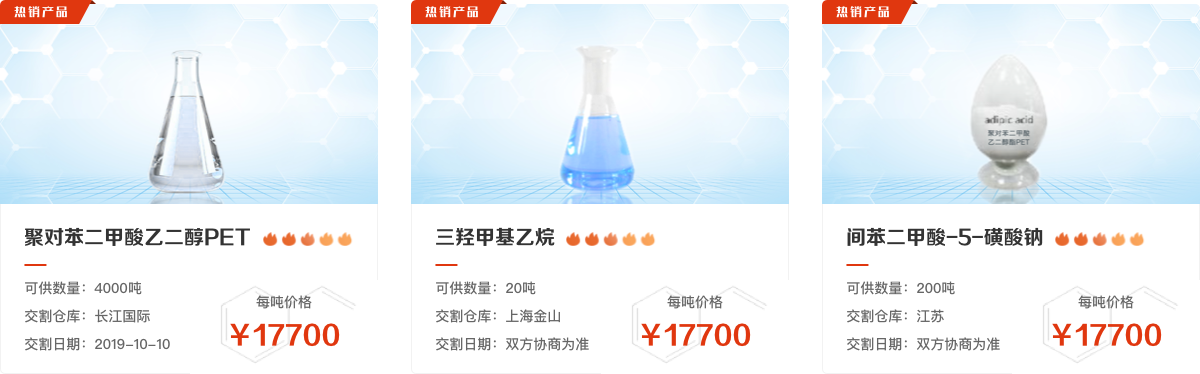 热销产品
聚对苯二甲酸乙二醇PET
可供数量：4000吨
交割仓库：长江国际
交割日期：2019-10-10
每吨价格
¥17700
热销产品
三羟甲基乙烷
可供数量：20吨
交割仓库：上海金山
交割日期：双方协商为准
每吨价格
¥17700
热销产品
adipic acid
聚对苯二甲酸
乙二醇酯PET
间苯二甲酸-5-磺酸钠
可供数量：200吨
交割仓库：江苏
交割日期：双方协商为准
每吨价格
¥17700